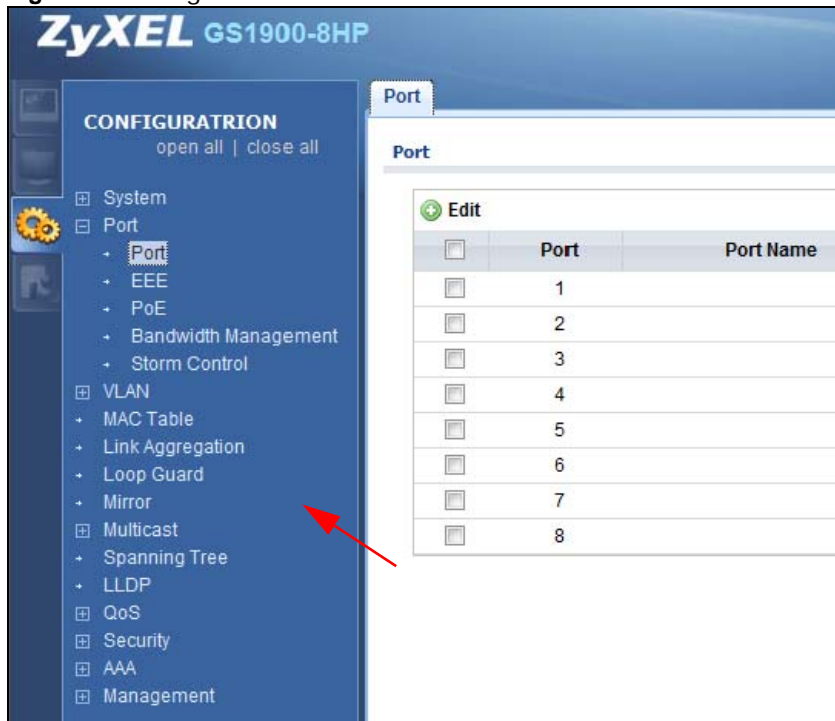 ZyXEL GS1900-8HP
CONFIGURATRION
open all | close all
System
Port
Port
EEE
PoE
Bandwidth Management
Storm Control
VLAN
MAC Table
Link Aggregation
Loop Guard
Mirror
Multicast
Spanning Tree
LLDP
QoS
Security
AAA
Management
Port
Port
Edit
Port Port Name
1
2
3
4
5
6
7
8